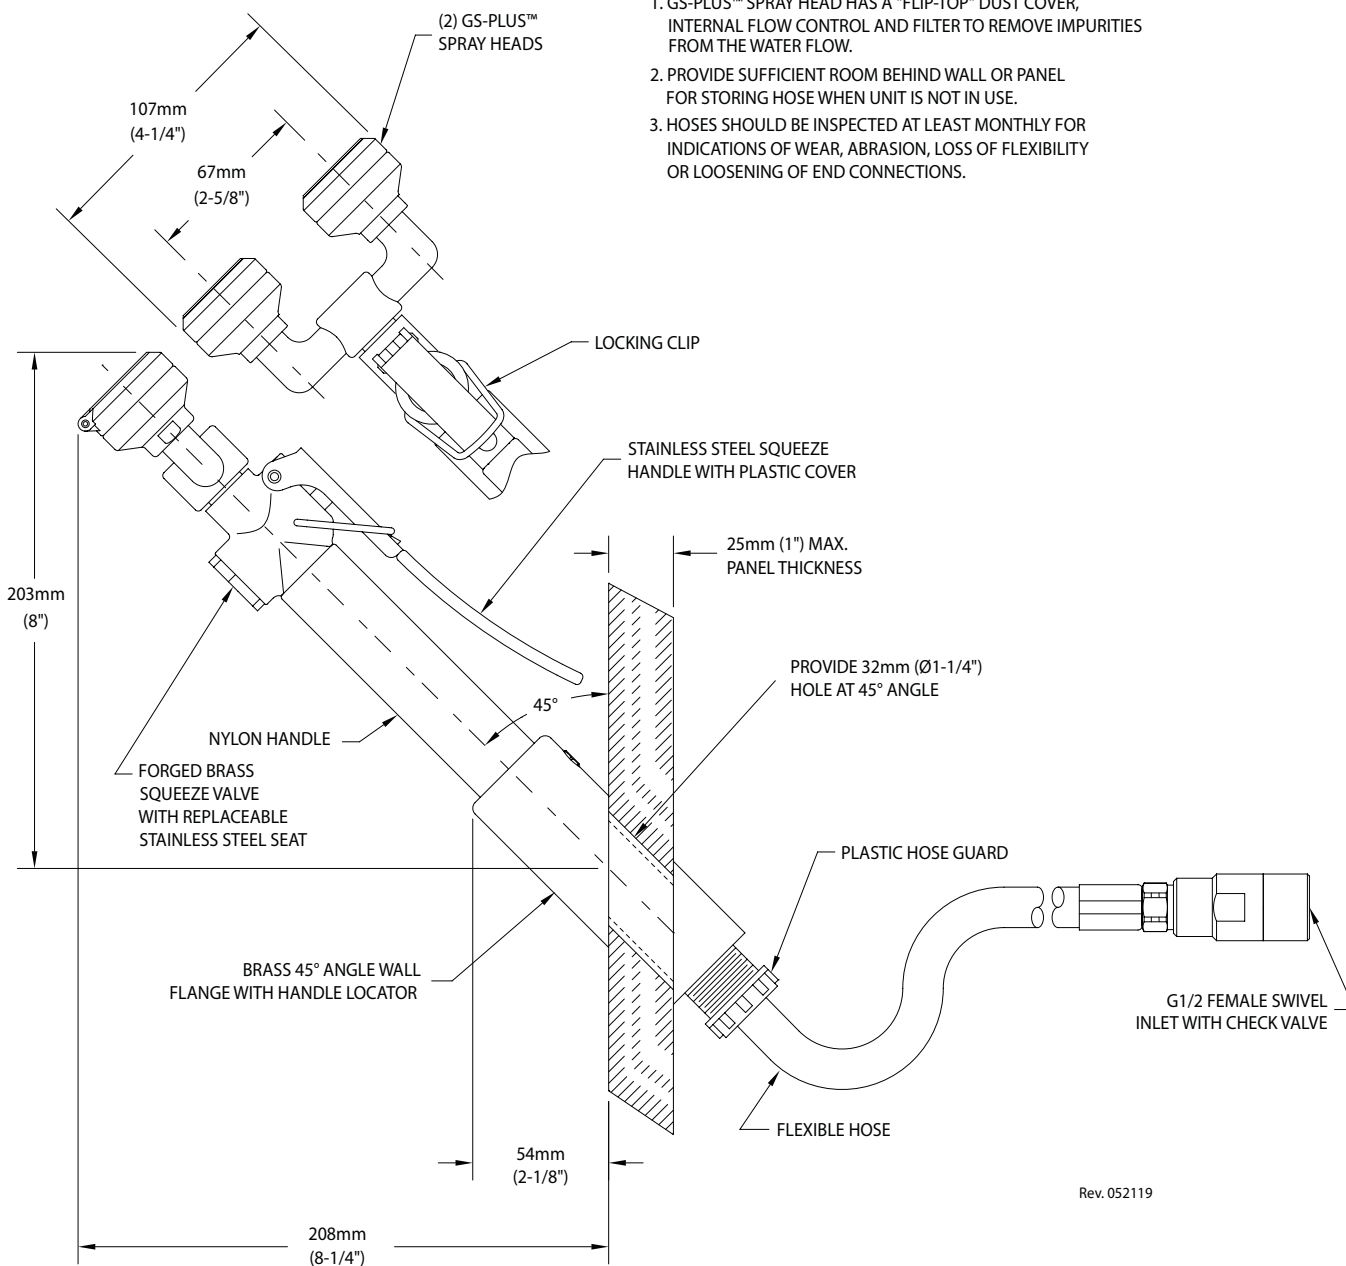 1. GS-PLUS™ SPRAY HEAD HAS A "FLIP-TOP" DUST COVER,
INTERNAL FLOW CONTROL AND FILTER TO REMOVE IMPURITIES
FROM THE WATER FLOW.
2. PROVIDE SUFFICIENT ROOM BEHIND WALL OR PANEL
FOR STORING HOSE WHEN UNIT IS NOT IN USE.
3. HOSES SHOULD BE INSPECTED AT LEAST MONTHLY FOR
INDICATIONS OF WEAR, ABRASION, LOSS OF FLEXIBILITY
OR LOOSENING OF END CONNECTIONS.
(2) GS-PLUS™
SPRAY HEADS
107mm
(4-1/4")
67mm
(2-5/8")
LOCKING CLIP
STAINLESS STEEL SQUEEZE
HANDLE WITH PLASTIC COVER
25mm (1") MAX.
PANEL THICKNESS
203mm
(8")
PROVIDE 32mm (Ø1-1/4")
HOLE AT 45° ANGLE
45°
NYLON HANDLE
FORGED BRASS
SQUEEZE VALVE
WITH REPLACEABLE
STAINLESS STEEL SEAT
PLASTIC HOSE GUARD
BRASS 45° ANGLE WALL
FLANGE WITH HANDLE LOCATOR
G1/2 FEMALE SWIVEL
INLET WITH CHECK VALVE
FLEXIBLE HOSE
54mm
(2-1/8")
Rev. 052119
208mm
(8-1/4")